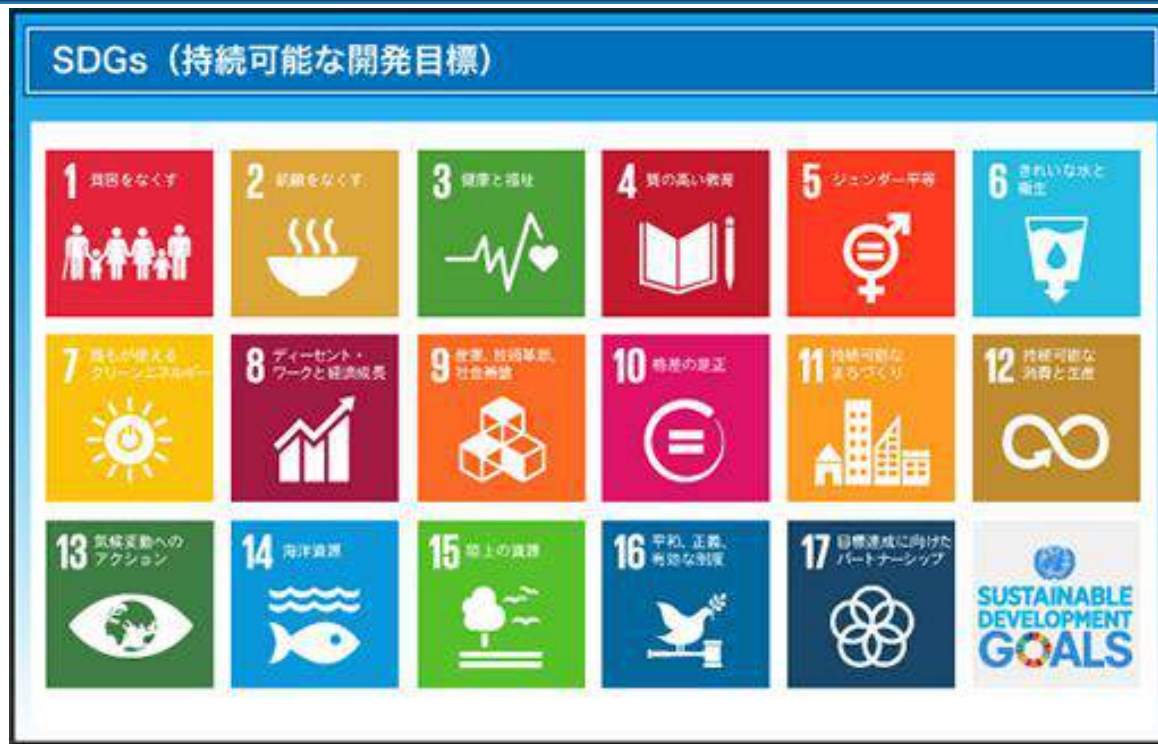 SDGs（持続可能な開発目標）
1 貧困をなくす
2 飢餓をなくす
3 健康と福祉
4 質の高い教育
5 ジェンダー平等
6 きれいな水と
衛生
7 誰もが使える
クリーンエネルギー
8 ディーセント・
ワークと経済成長
9 産業、技術革新、
社会基盤
10 格差の是正
11 持続可能な
まちづくり
12 持続可能な
消費と生産
13 気候変動への
アクション
14 海洋資源
15 陸上の資源
16 平和、正義、
有効な制度
17 目標達成に向けた
パートナーシップ
SUSTAINABLE
DEVELOPMENT
GOALS